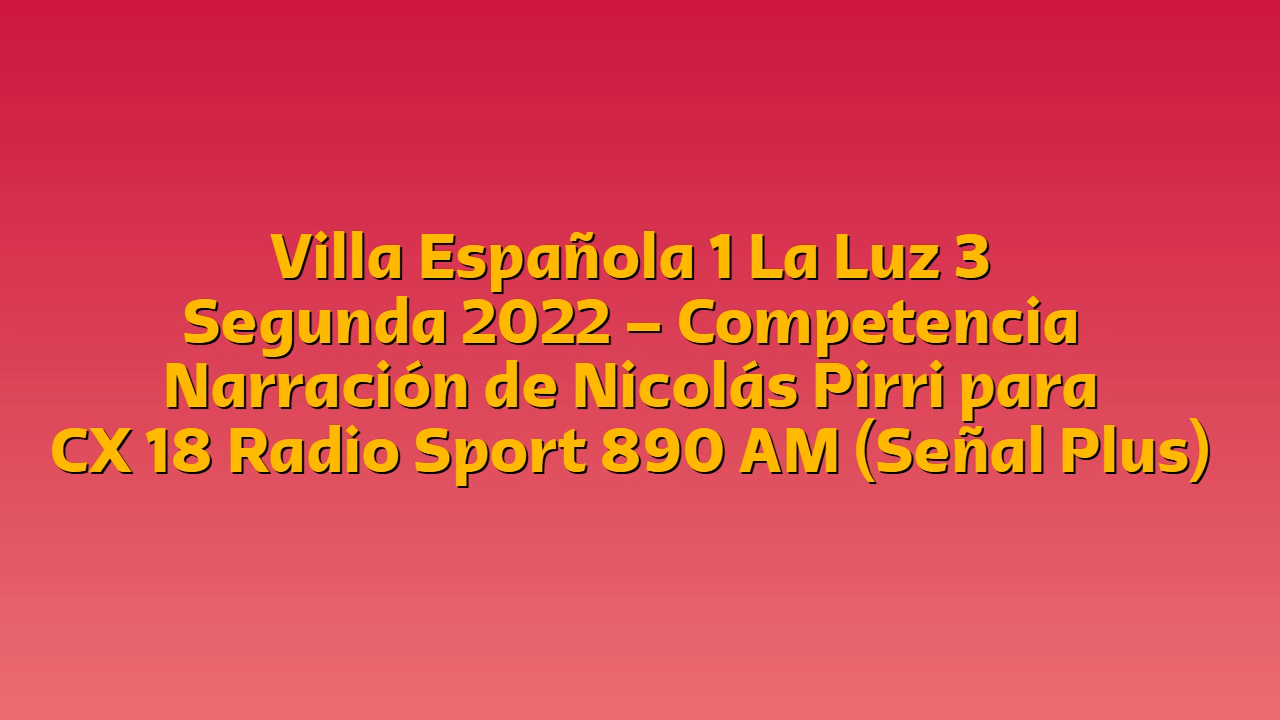 Villa Española 1 La Luz 3
Segunda 2022 – Competencia
Narración de Nicolás Pirri para
CX 18 Radio Sport 890 AM (Señal Plus)